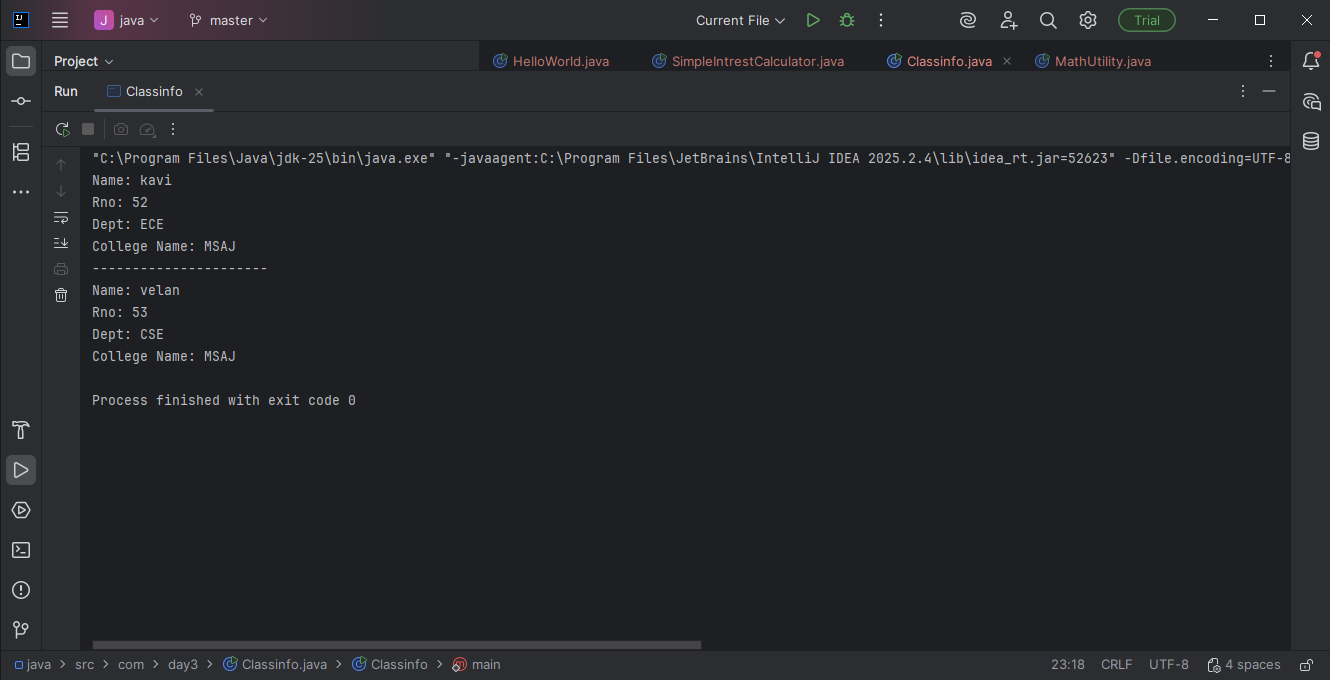 J java master Current File Trial
Project HelloWorld.java SimpleIntrestCalculator.java Classinfo.java MathUtility.java
Run Classinfo
"C:\Program Files\Java\jdk-25\bin\java.exe" "-javaagent:C:\Program Files\JetBrains\IntelliJ IDEA 2025.2.4\lib\idea_rt.jar=52623" -Dfile.encoding=UTF-8
Name: kavi
Rno: 52
Dept: ECE
College Name: MSAJ
----------------------
Name: velan
Rno: 53
Dept: CSE
College Name: MSAJ
Process finished with exit code 0
java > src > com > day3 > Classinfo.java > Classinfo > m main 23:18 CRLF UTF-8 4 spaces